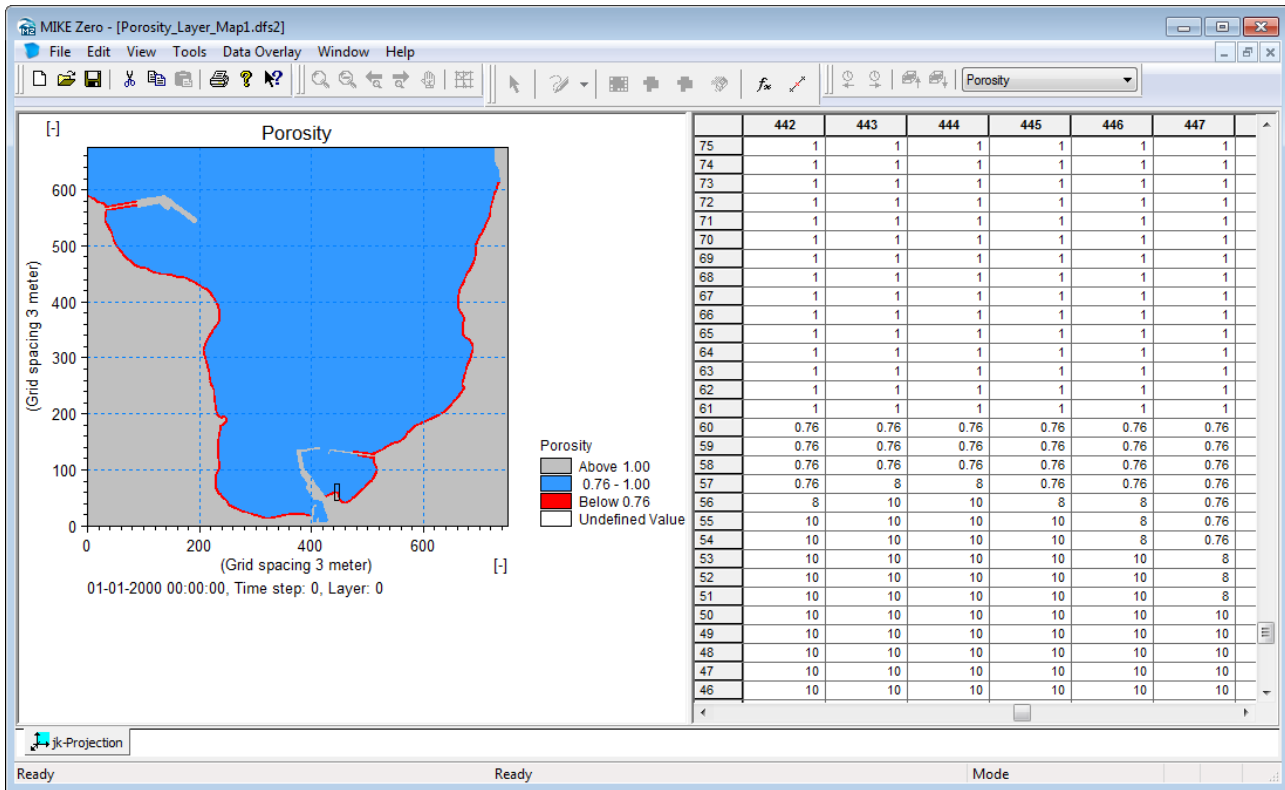 MIKE Zero - [Porosity_Layer_Map1.dfs2]
File Edit View Tools Data Overlay Window Help
Porosity
[-]
Porosity
600
500
400
300
200
100
0
(Grid spacing 3 meter)
0 200 400 600
(Grid spacing 3 meter) [-]
01-01-2000 00:00:00, Time step: 0, Layer: 0
Porosity
Above 1.00
0.76 - 1.00
Below 0.76
Undefined Value
442 443 444 445 446 447
75 1 1 1 1 1 1
74 1 1 1 1 1 1
73 1 1 1 1 1 1
72 1 1 1 1 1 1
71 1 1 1 1 1 1
70 1 1 1 1 1 1
69 1 1 1 1 1 1
68 1 1 1 1 1 1
67 1 1 1 1 1 1
66 1 1 1 1 1 1
65 1 1 1 1 1 1
64 1 1 1 1 1 1
63 1 1 1 1 1 1
62 1 1 1 1 1 1
61 1 1 1 1 1 1
60 0.76 0.76 0.76 0.76 0.76 0.76
59 0.76 0.76 0.76 0.76 0.76 0.76
58 0.76 0.76 0.76 0.76 0.76 0.76
57 0.76 8 8 0.76 0.76 0.76
56 8 10 10 8 8 0.76
55 10 10 10 10 8 0.76
54 10 10 10 10 8 0.76
53 10 10 10 10 10 8
52 10 10 10 10 10 8
51 10 10 10 10 10 8
50 10 10 10 10 10 10
49 10 10 10 10 10 10
48 10 10 10 10 10 10
47 10 10 10 10 10 10
46 10 10 10 10 10 10
jk-Projection
Ready Ready Mode